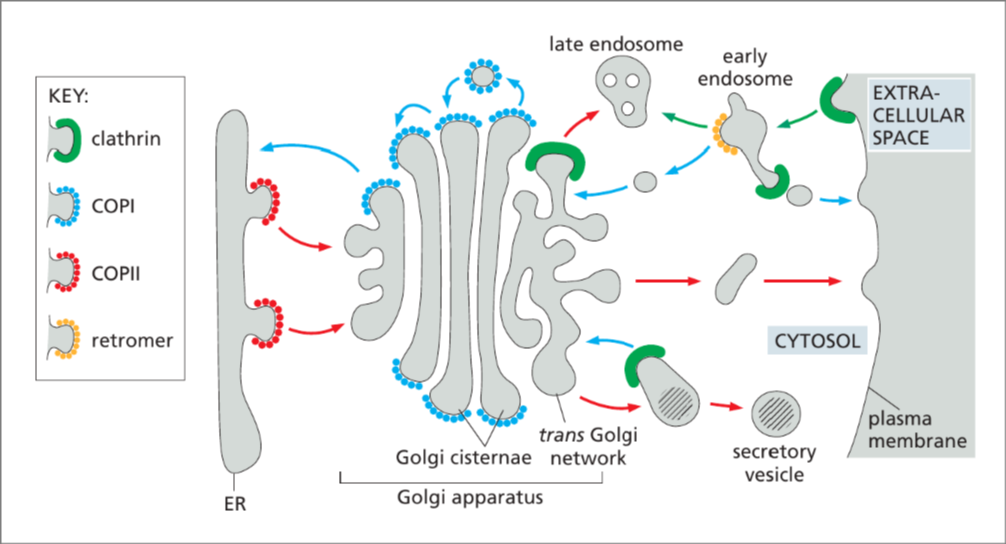 KEY:
clathrin
COPI
COPII
retromer
late endosome
early
endosome
EXTRA-
CELLULAR
SPACE
CYTOSOL
plasma
membrane
secretory
vesicle
trans Golgi
network
Golgi cisternae
Golgi apparatus
ER